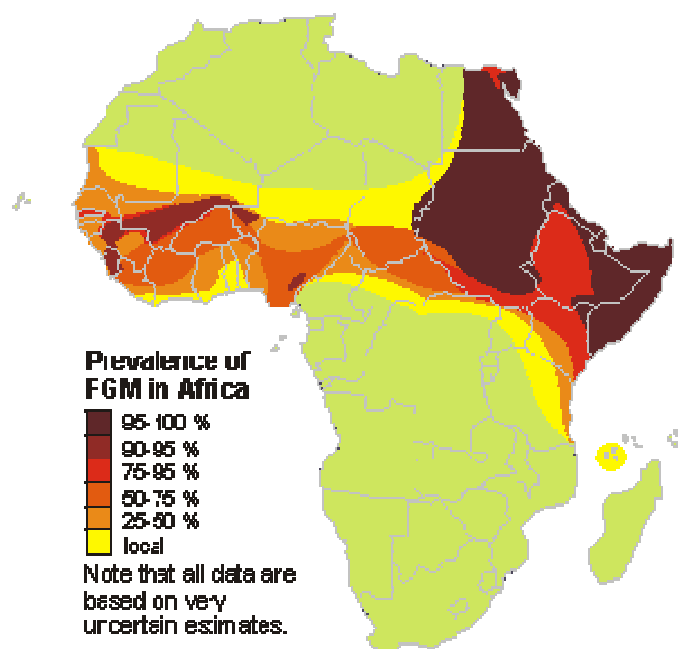 Prevalence of
FGM in Africa
95-100 %
90-95 %
75-95 %
50-75 %
25-50 %
local
Note that all data are
based on very
uncertain estimates.